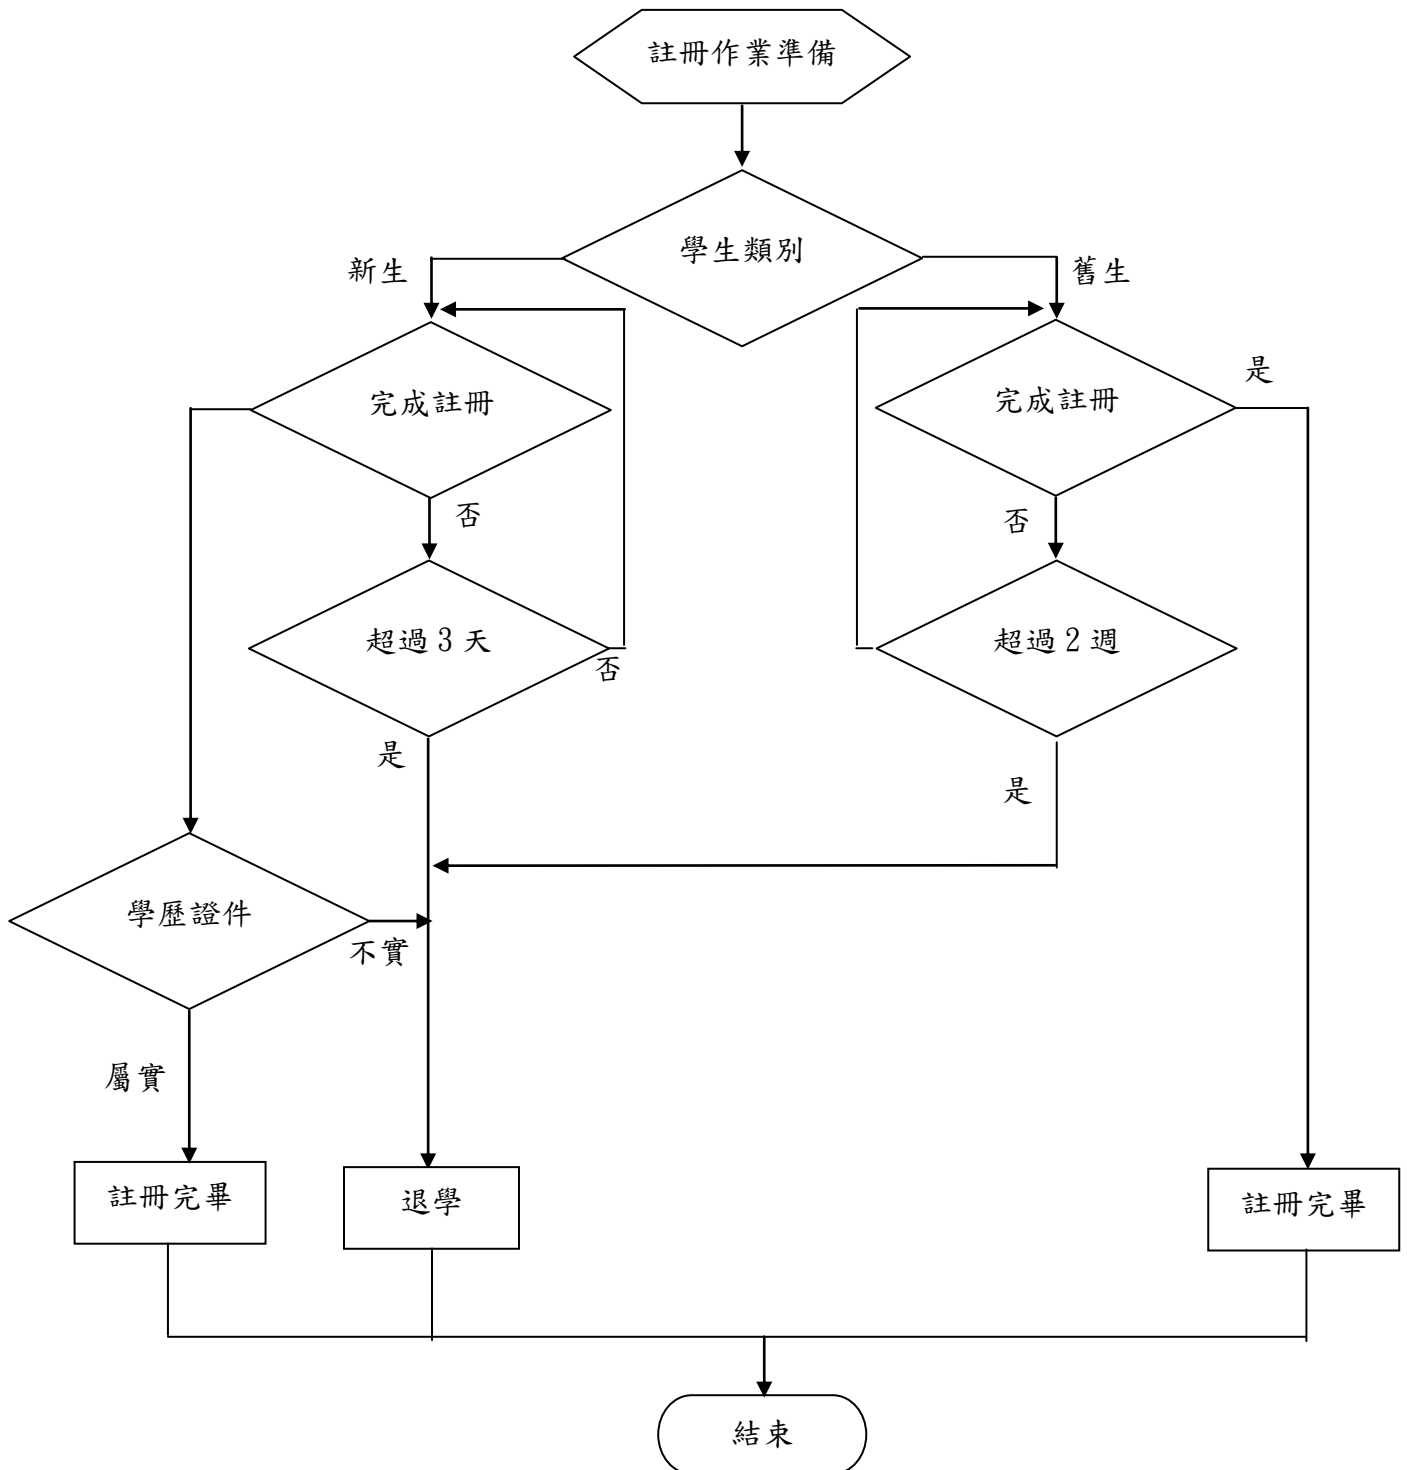 註冊作業準備
學生類別
新生
舊生
完成註冊
完成註冊
是
否
否
超過 3 天
超過 2 週
否
是
是
學歷證件
不實
屬實
註冊完畢
退學
註冊完畢
結束